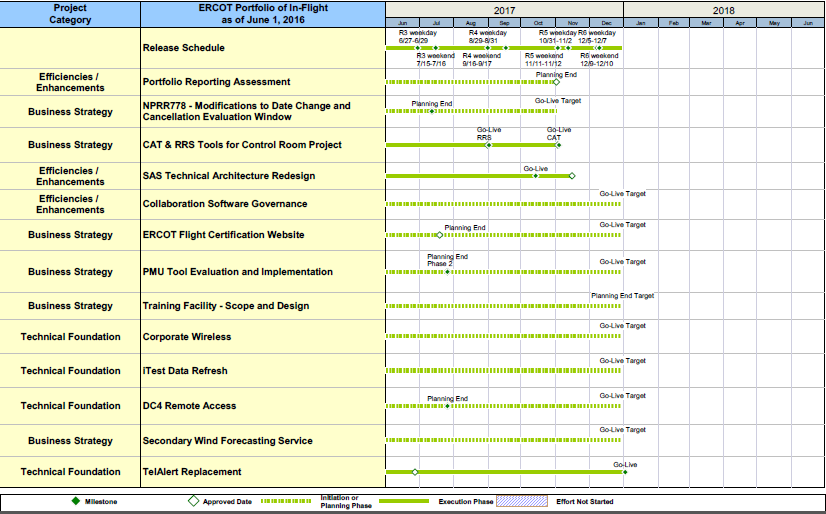 Project
Category
ERCOT Portfolio of In-Flight
as of June 1, 2016
2017
2018
Jun Jul Aug Sep Oct Nov Dec Jan Feb Mar Apr May Jun
Release Schedule
R3 weekday
6/27-6/29
R4 weekday
8/29-8/31
R5 weekday
10/31-11/2
R6 weekday
12/5-12/7
R3 weekend
7/15-7/16
R4 weekend
9/16-9/17
R5 weekend
11/11-11/12
R6 weekend
12/9-12/10
Efficiencies /
Enhancements
Portfolio Reporting Assessment
Planning End
Business Strategy
NPRR778 - Modifications to Date Change and
Cancellation Evaluation Window
Planning End
Go-Live Target
Business Strategy
CAT & RRS Tools for Control Room Project
Go-Live
RRS
Go-Live
CAT
Efficiencies /
Enhancements
SAS Technical Architecture Redesign
Go-Live
Efficiencies /
Enhancements
Collaboration Software Governance
Go-Live Target
Business Strategy
ERCOT Flight Certification Website
Planning End
Go-Live Target
Business Strategy
PMU Tool Evaluation and Implementation
Planning End
Phase 2
Go-Live Target
Business Strategy
Training Facility - Scope and Design
Planning End Target
Technical Foundation
Corporate Wireless
Go-Live Target
Technical Foundation
iTest Data Refresh
Go-Live Target
Technical Foundation
DC4 Remote Access
Planning End
Go-Live Target
Business Strategy
Secondary Wind Forecasting Service
Go-Live Target
Technical Foundation
TelAlert Replacement
Go-Live
Milestone
Approved Date
Initiation or
Planning Phase
Execution Phase
Effort Not Started